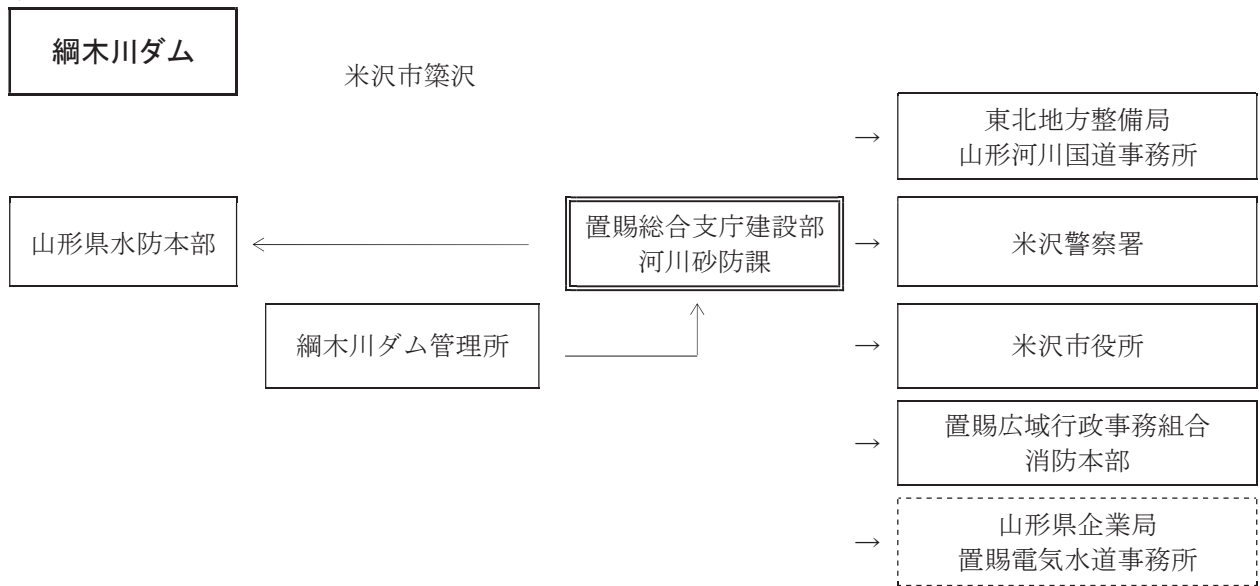 綱木川ダム
米沢市簗沢
東北地方整備局
山形河川国道事務所
→
山形県水防本部
置賜総合支庁建設部
河川砂防課
→
米沢警察署
綱木川ダム管理所
→
米沢市役所
→
置賜広域行政事務組合
消防本部
→
山形県企業局
置賜電気水道事務所